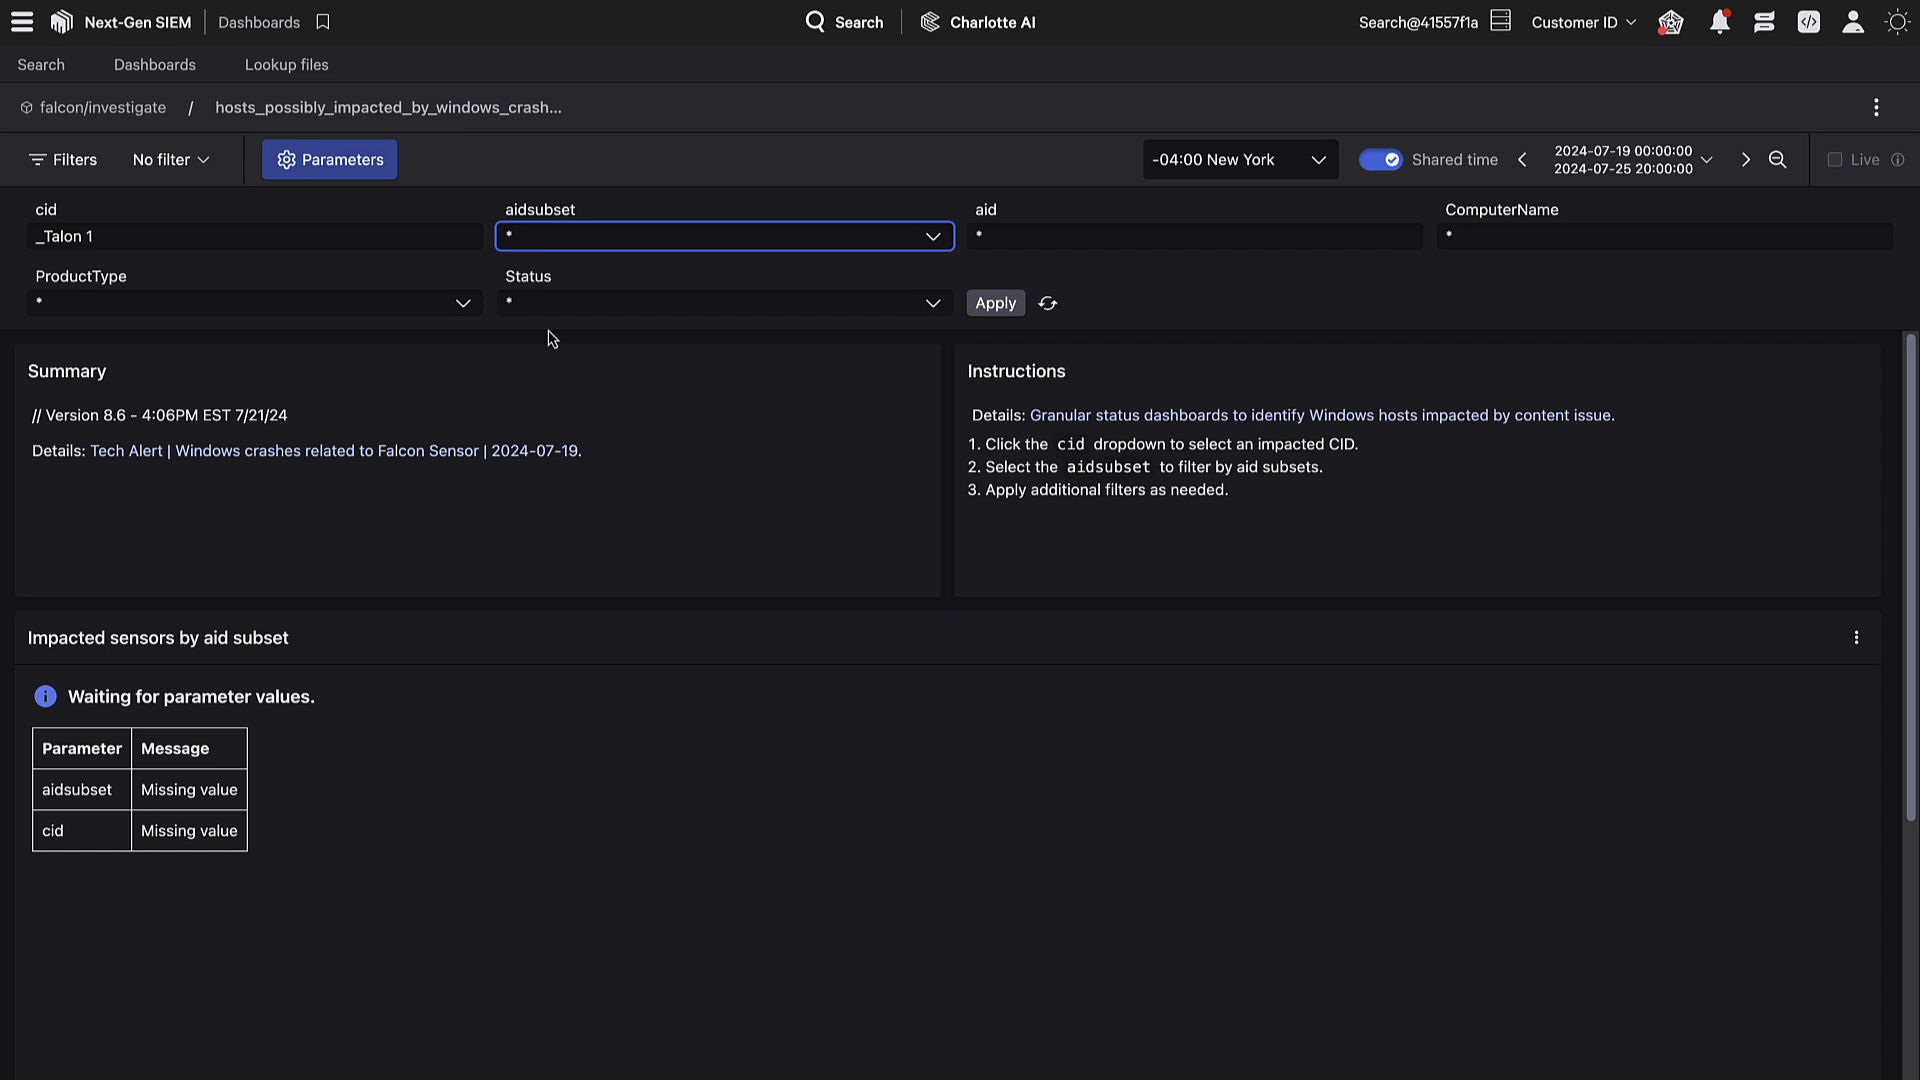 Next-Gen SIEM
Dashboards
Search
Charlotte AI
Search@41557f1a
Customer ID
Search
Dashboards
Lookup files
falcon/investigate / hosts_possibly_impacted_by_windows_crash...
Filters
No filter
Parameters
-04:00 New York
Shared time
2024-07-19 00:00:00
2024-07-25 20:00:00
Live
cid
aidsubset
aid
ComputerName
_Talon 1
*
*
*
ProductType
Status
*
*
Apply
Summary
// Version 8.6 - 4:06PM EST 7/21/24
Details: Tech Alert | Windows crashes related to Falcon Sensor | 2024-07-19.
Instructions
Details: Granular status dashboards to identify Windows hosts impacted by content issue.
1. Click the cid dropdown to select an impacted CID.
2. Select the aidsubset to filter by aid subsets.
3. Apply additional filters as needed.
Impacted sensors by aid subset
Waiting for parameter values.
Parameter Message
aidsubset Missing value
cid Missing value